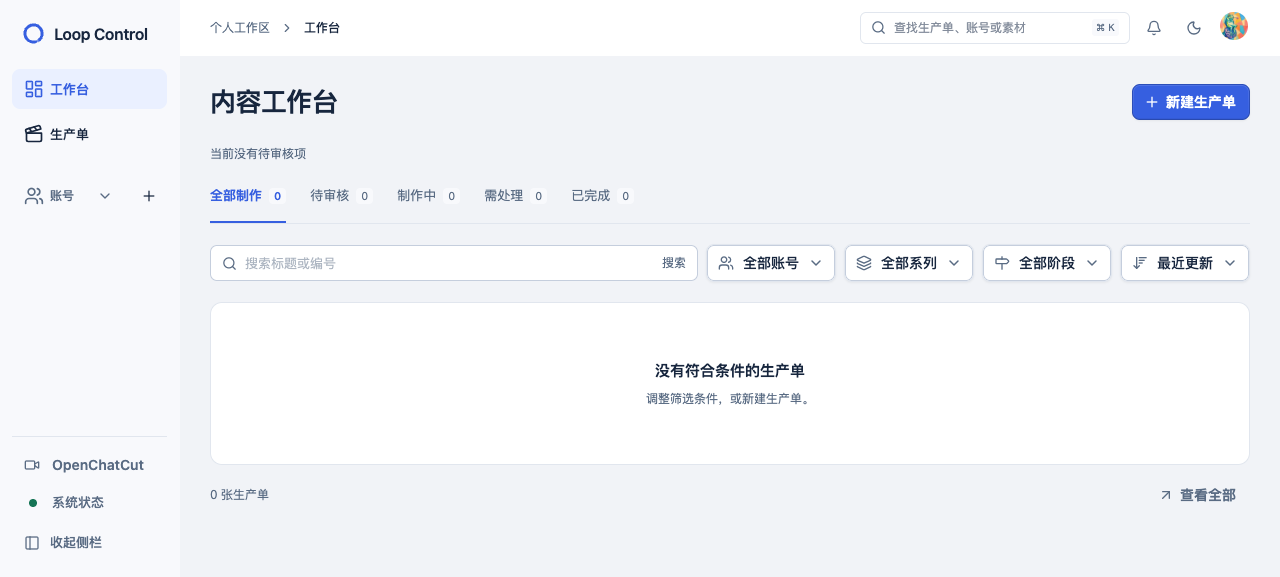 Loop Control
个人工作区
工作台
查找生产单、账号或素材
⌘ K
工作台
生产单
账号
内容工作台
新建生产单
当前没有待审核项
全部制作 0
待审核 0
制作中 0
需处理 0
已完成 0
搜索标题或编号
搜索
全部账号
全部系列
全部阶段
最近更新
没有符合条件的生产单
调整筛选条件，或新建生产单。
0 张生产单
查看全部
OpenChatCut
系统状态
收起侧栏